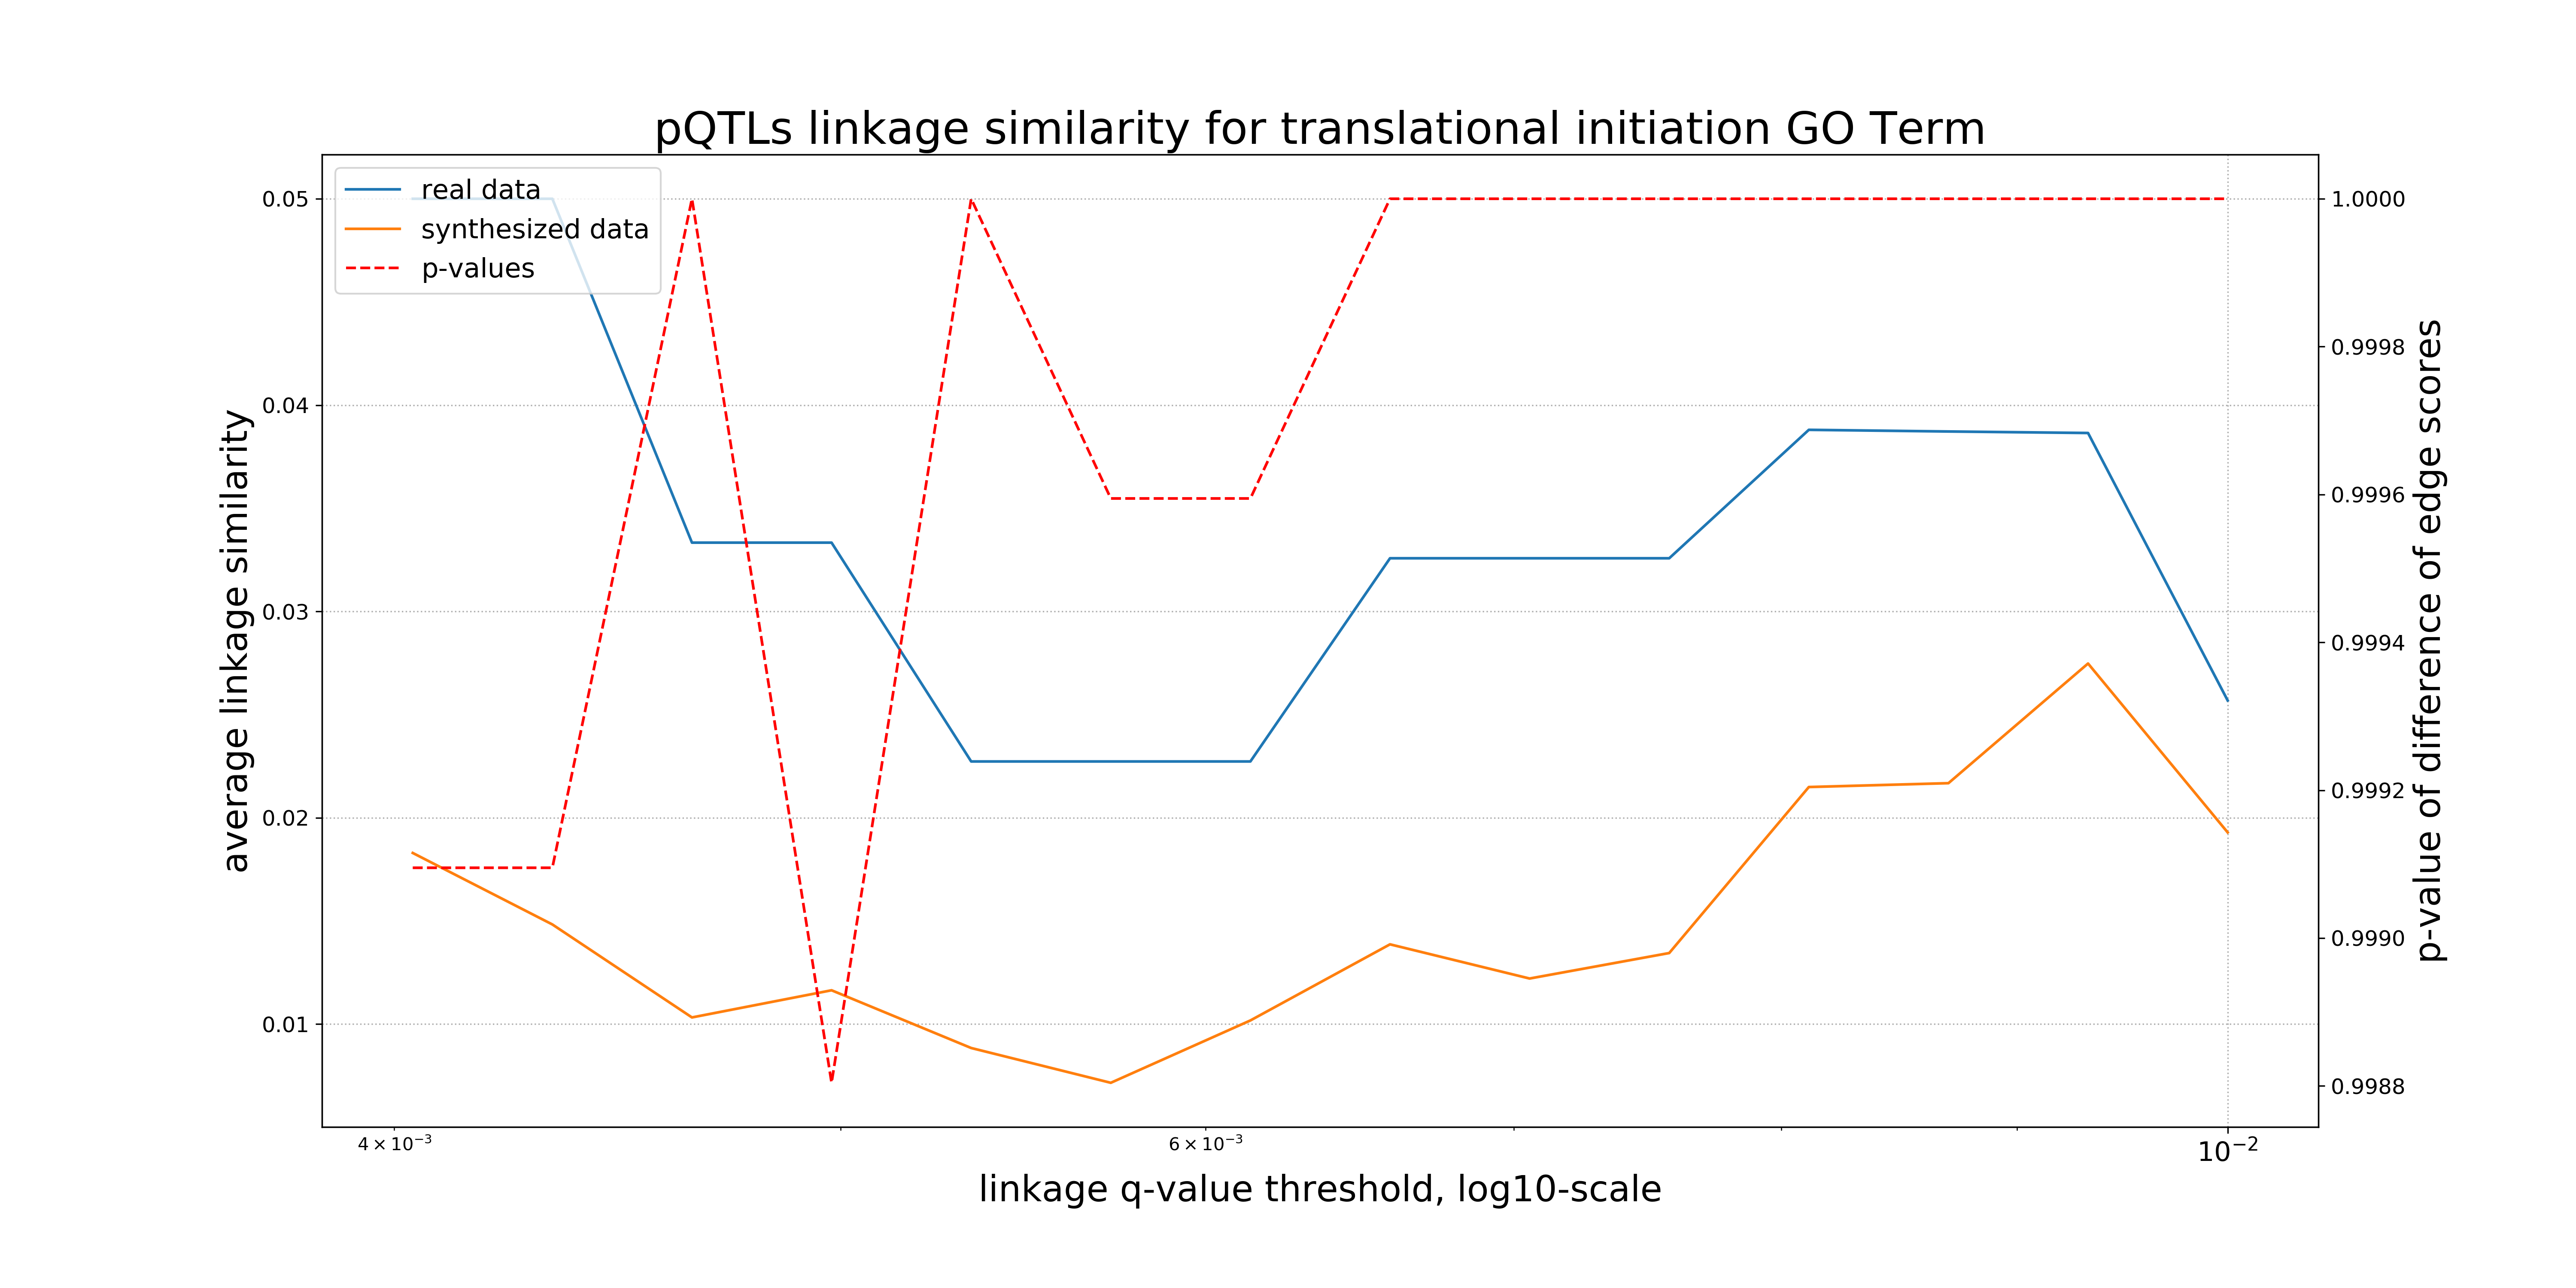 pQTLs linkage similarity for translational initiation GO Term
real data
synthesized data
p-values
average linkage similarity
0.05
0.04
0.03
0.02
0.01
1.0000
0.9998
0.9996
0.9994
0.9992
0.9990
0.9988
p-value of difference of edge scores
4 × 10⁻³
6 × 10⁻³
10⁻²
linkage q-value threshold, log10-scale